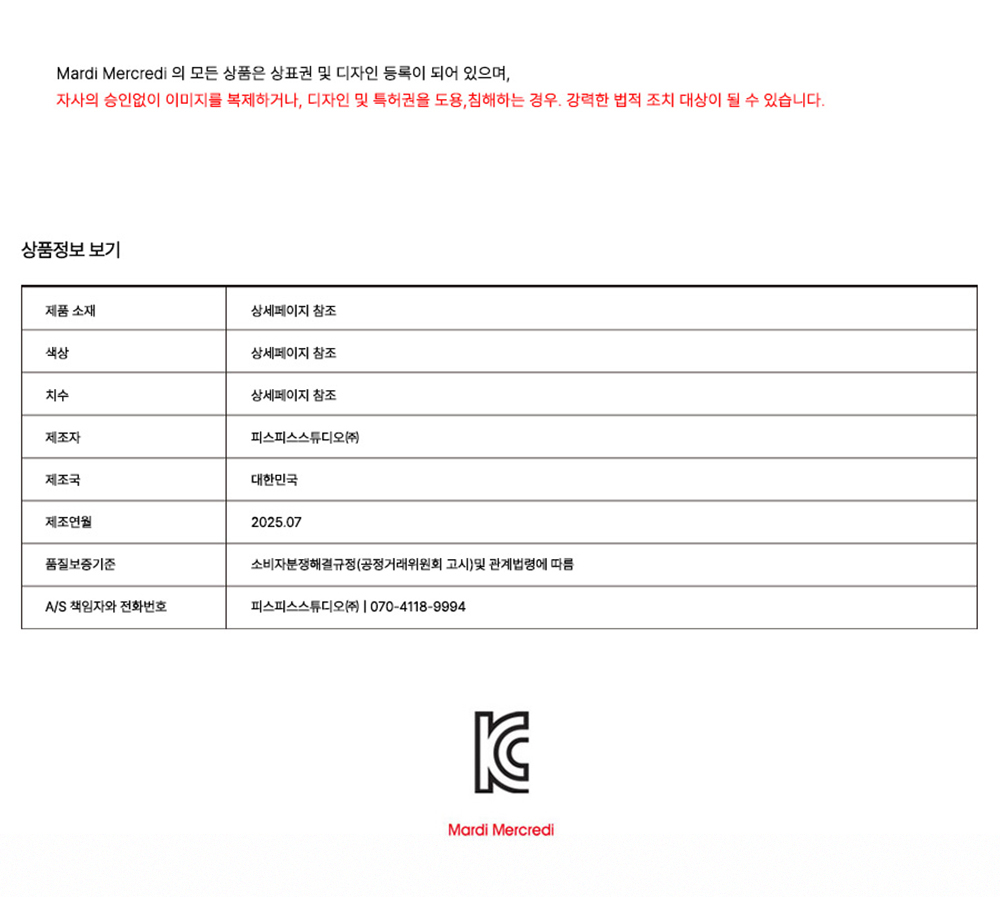 Mardi Mercredi 의 모든 상품은 상표권 및 디자인 등록이 되어 있으며,
자사의 승인없이 이미지를 복제하거나, 디자인 및 특허권을 도용,침해하는 경우. 강력한 법적 조치 대상이 될 수 있습니다.
상품정보 보기
제품 소재 상세페이지 참조
색상 상세페이지 참조
치수 상세페이지 참조
제조자 피스피스스튜디오㈜
제조국 대한민국
제조연월 2025.07
품질보증기준 소비자분쟁해결규정(공정거래위원회 고시)및 관계법령에 따름
A/S 책임자와 전화번호 피스피스스튜디오㈜ | 070-4118-9994
KC
Mardi Mercredi